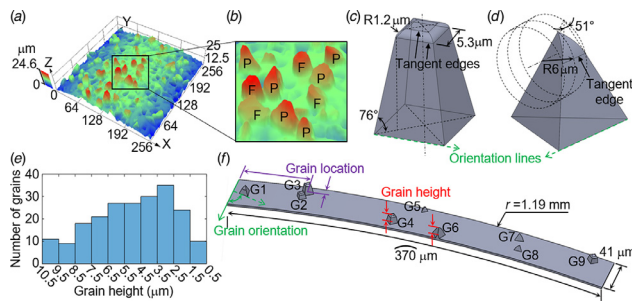 (a)
μm
24.6
Z
0
Y
25
12.5
0
256
192
128
64
64
128
192
256
X
(b)
P
P
P
F
F
P
F
P
P
(c)
R1.2μm
5.3μm
Tangent edges
76°
Orientation lines
(d)
51°
R6μm
Tangent
edge
(e)
Number of grains
40
30
20
10
0
10.5
9.5
8.5
7.5
6.5
5.5
4.5
3.5
2.5
1.5
0.5
Grain height (μm)
(f)
Grain location
G1
G3
G2
Grain height
G5
G4
G6
r = 1.19 mm
G7
G8
G9
Grain orientation
370 μm
41 μm